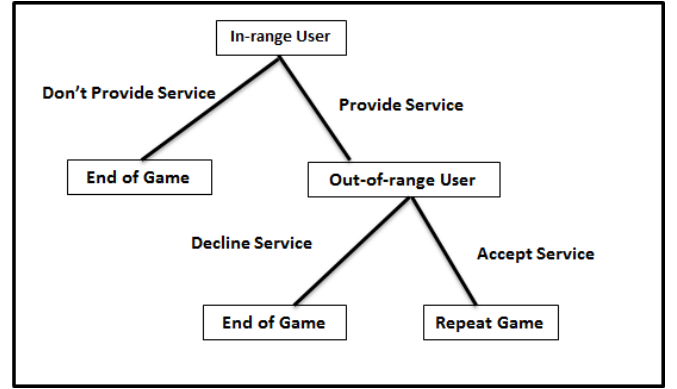 In-range User
Don't Provide Service
Provide Service
End of Game
Out-of-range User
Decline Service
Accept Service
End of Game
Repeat Game